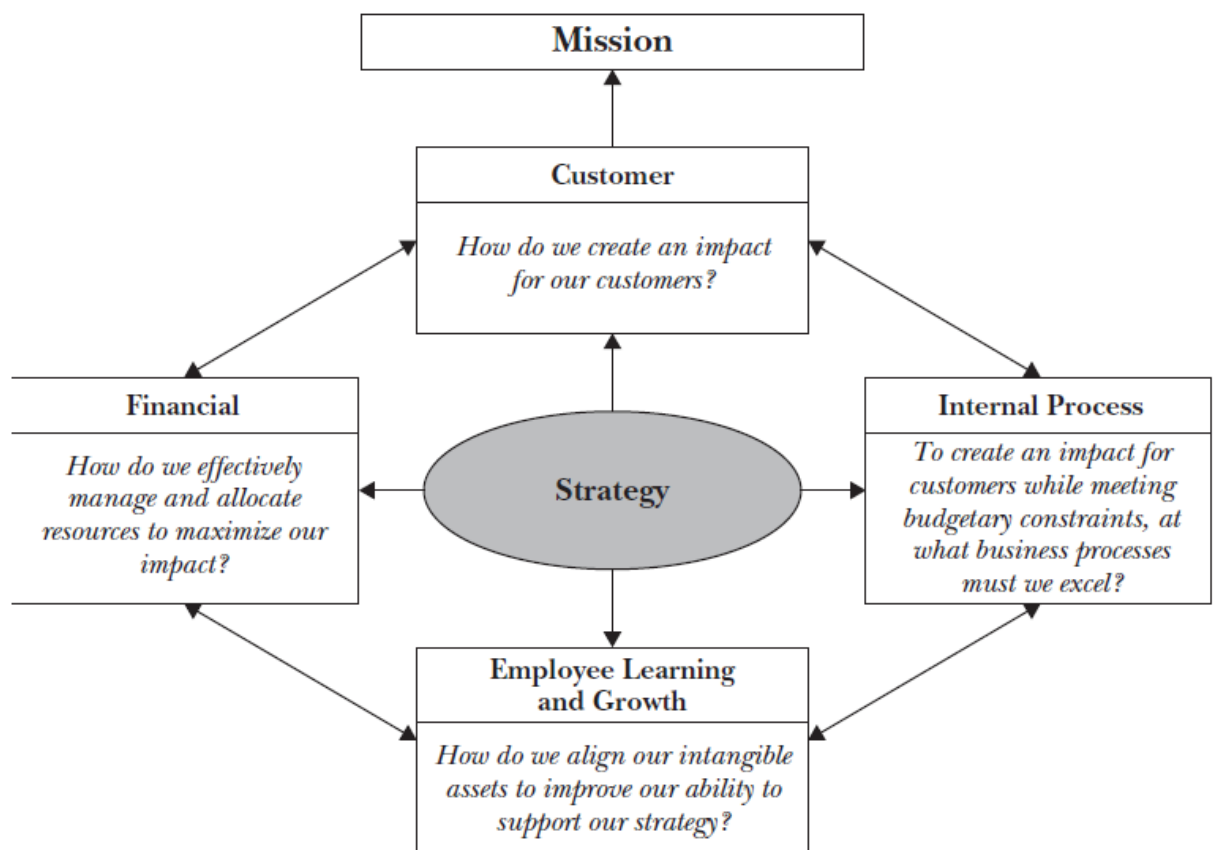 Mission
Customer
How do we create an impact
for our customers?
Financial
How do we effectively
manage and allocate
resources to maximize our
impact?
Strategy
Internal Process
To create an impact for
customers while meeting
budgetary constraints, at
what business processes
must we excel?
Employee Learning
and Growth
How do we align our intangible
assets to improve our ability to
support our strategy?